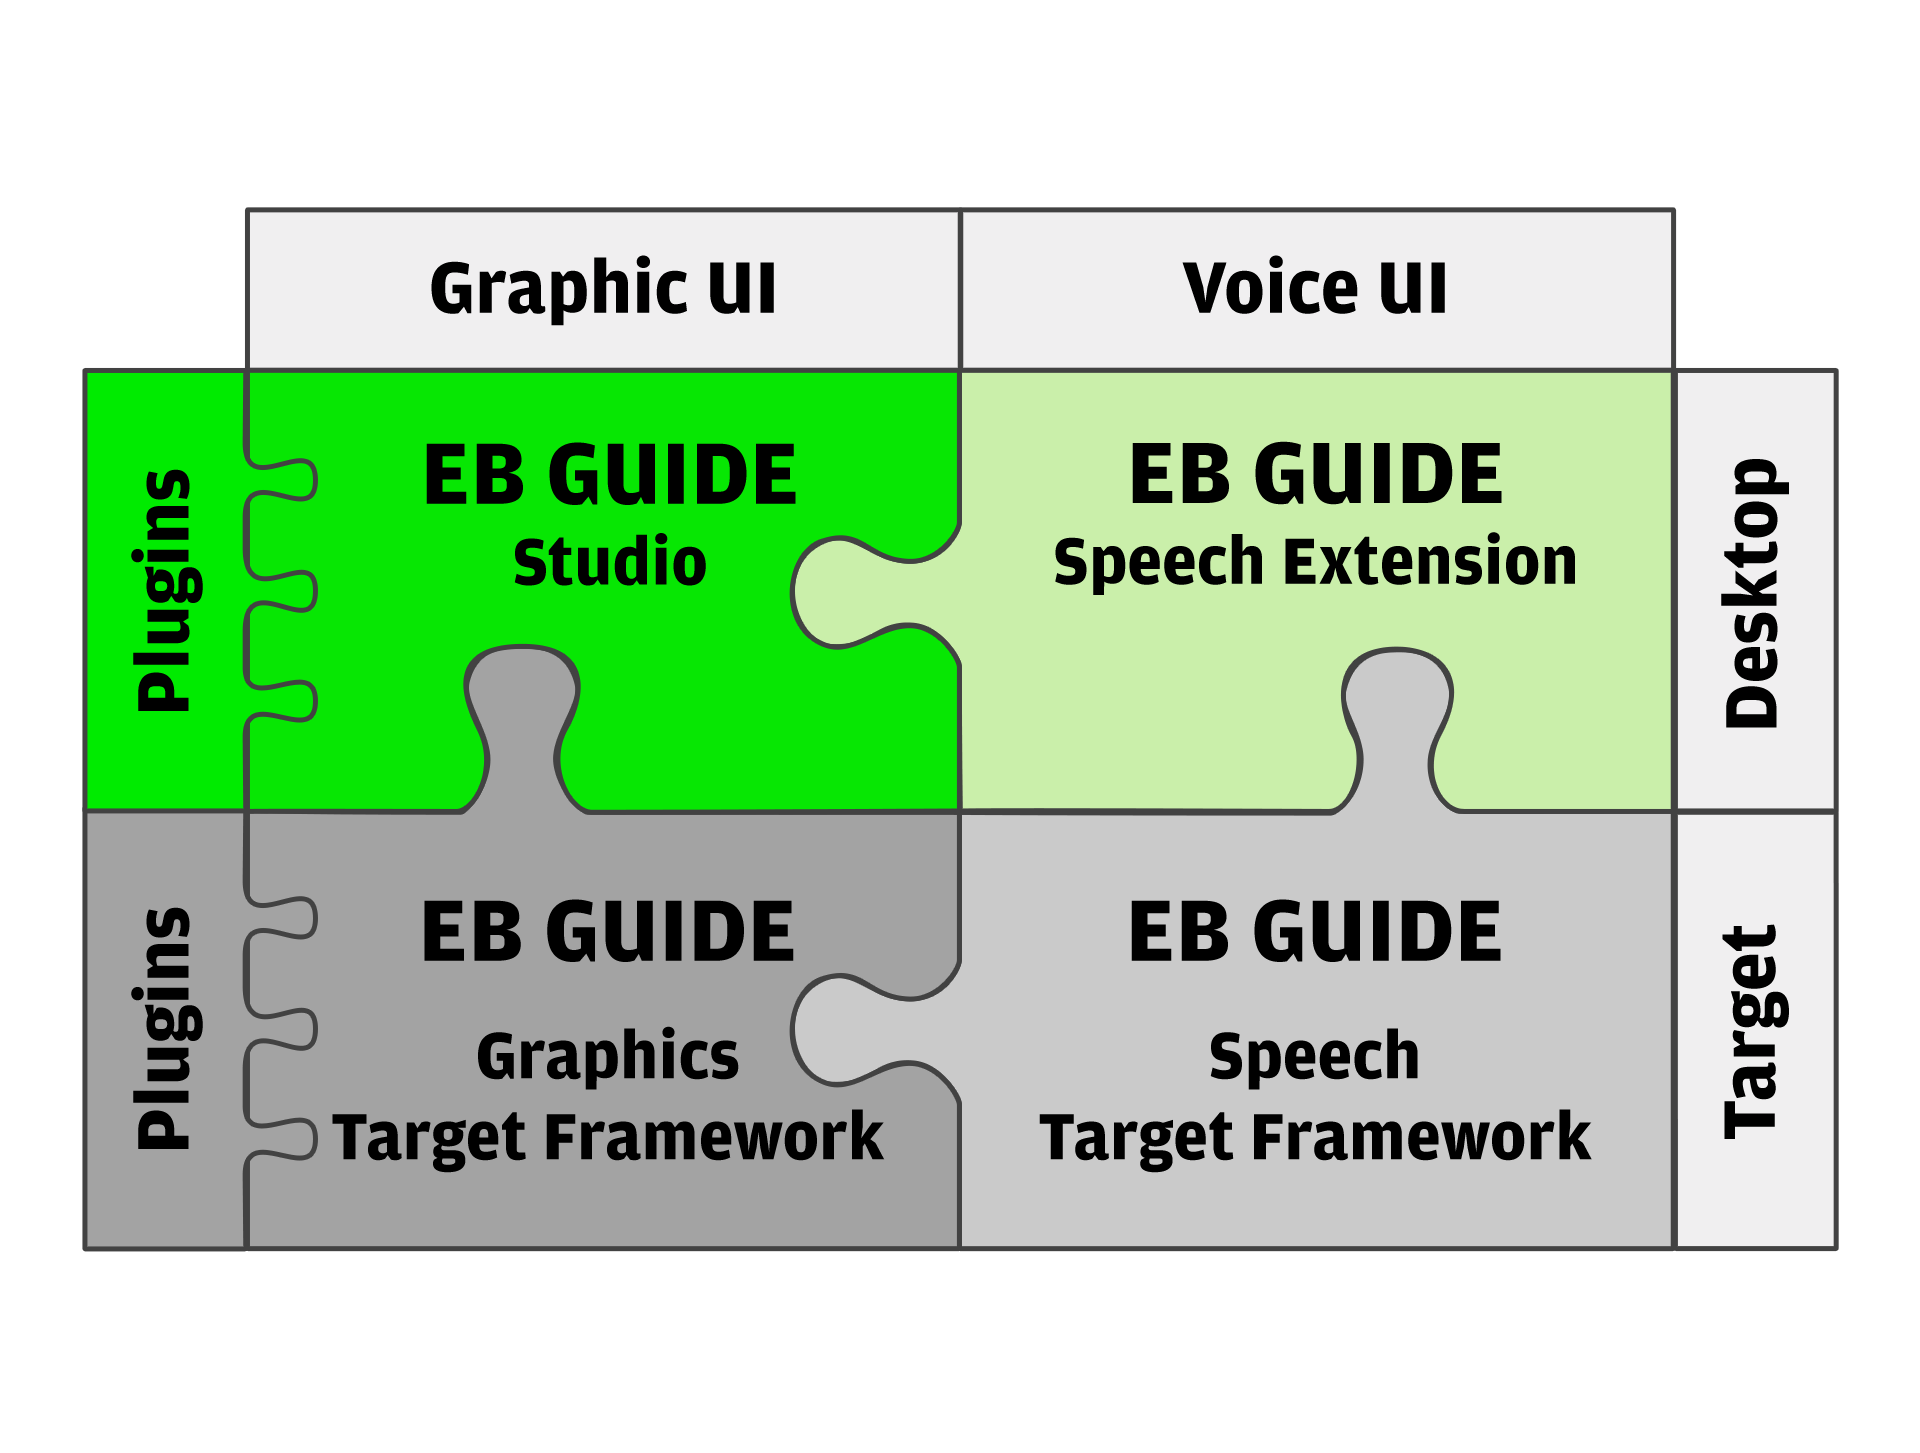 Graphic UI
Voice UI
Plugins
EB GUIDE
Studio
EB GUIDE
Speech Extension
Desktop
Plugins
EB GUIDE
Graphics
Target Framework
EB GUIDE
Speech
Target Framework
Target